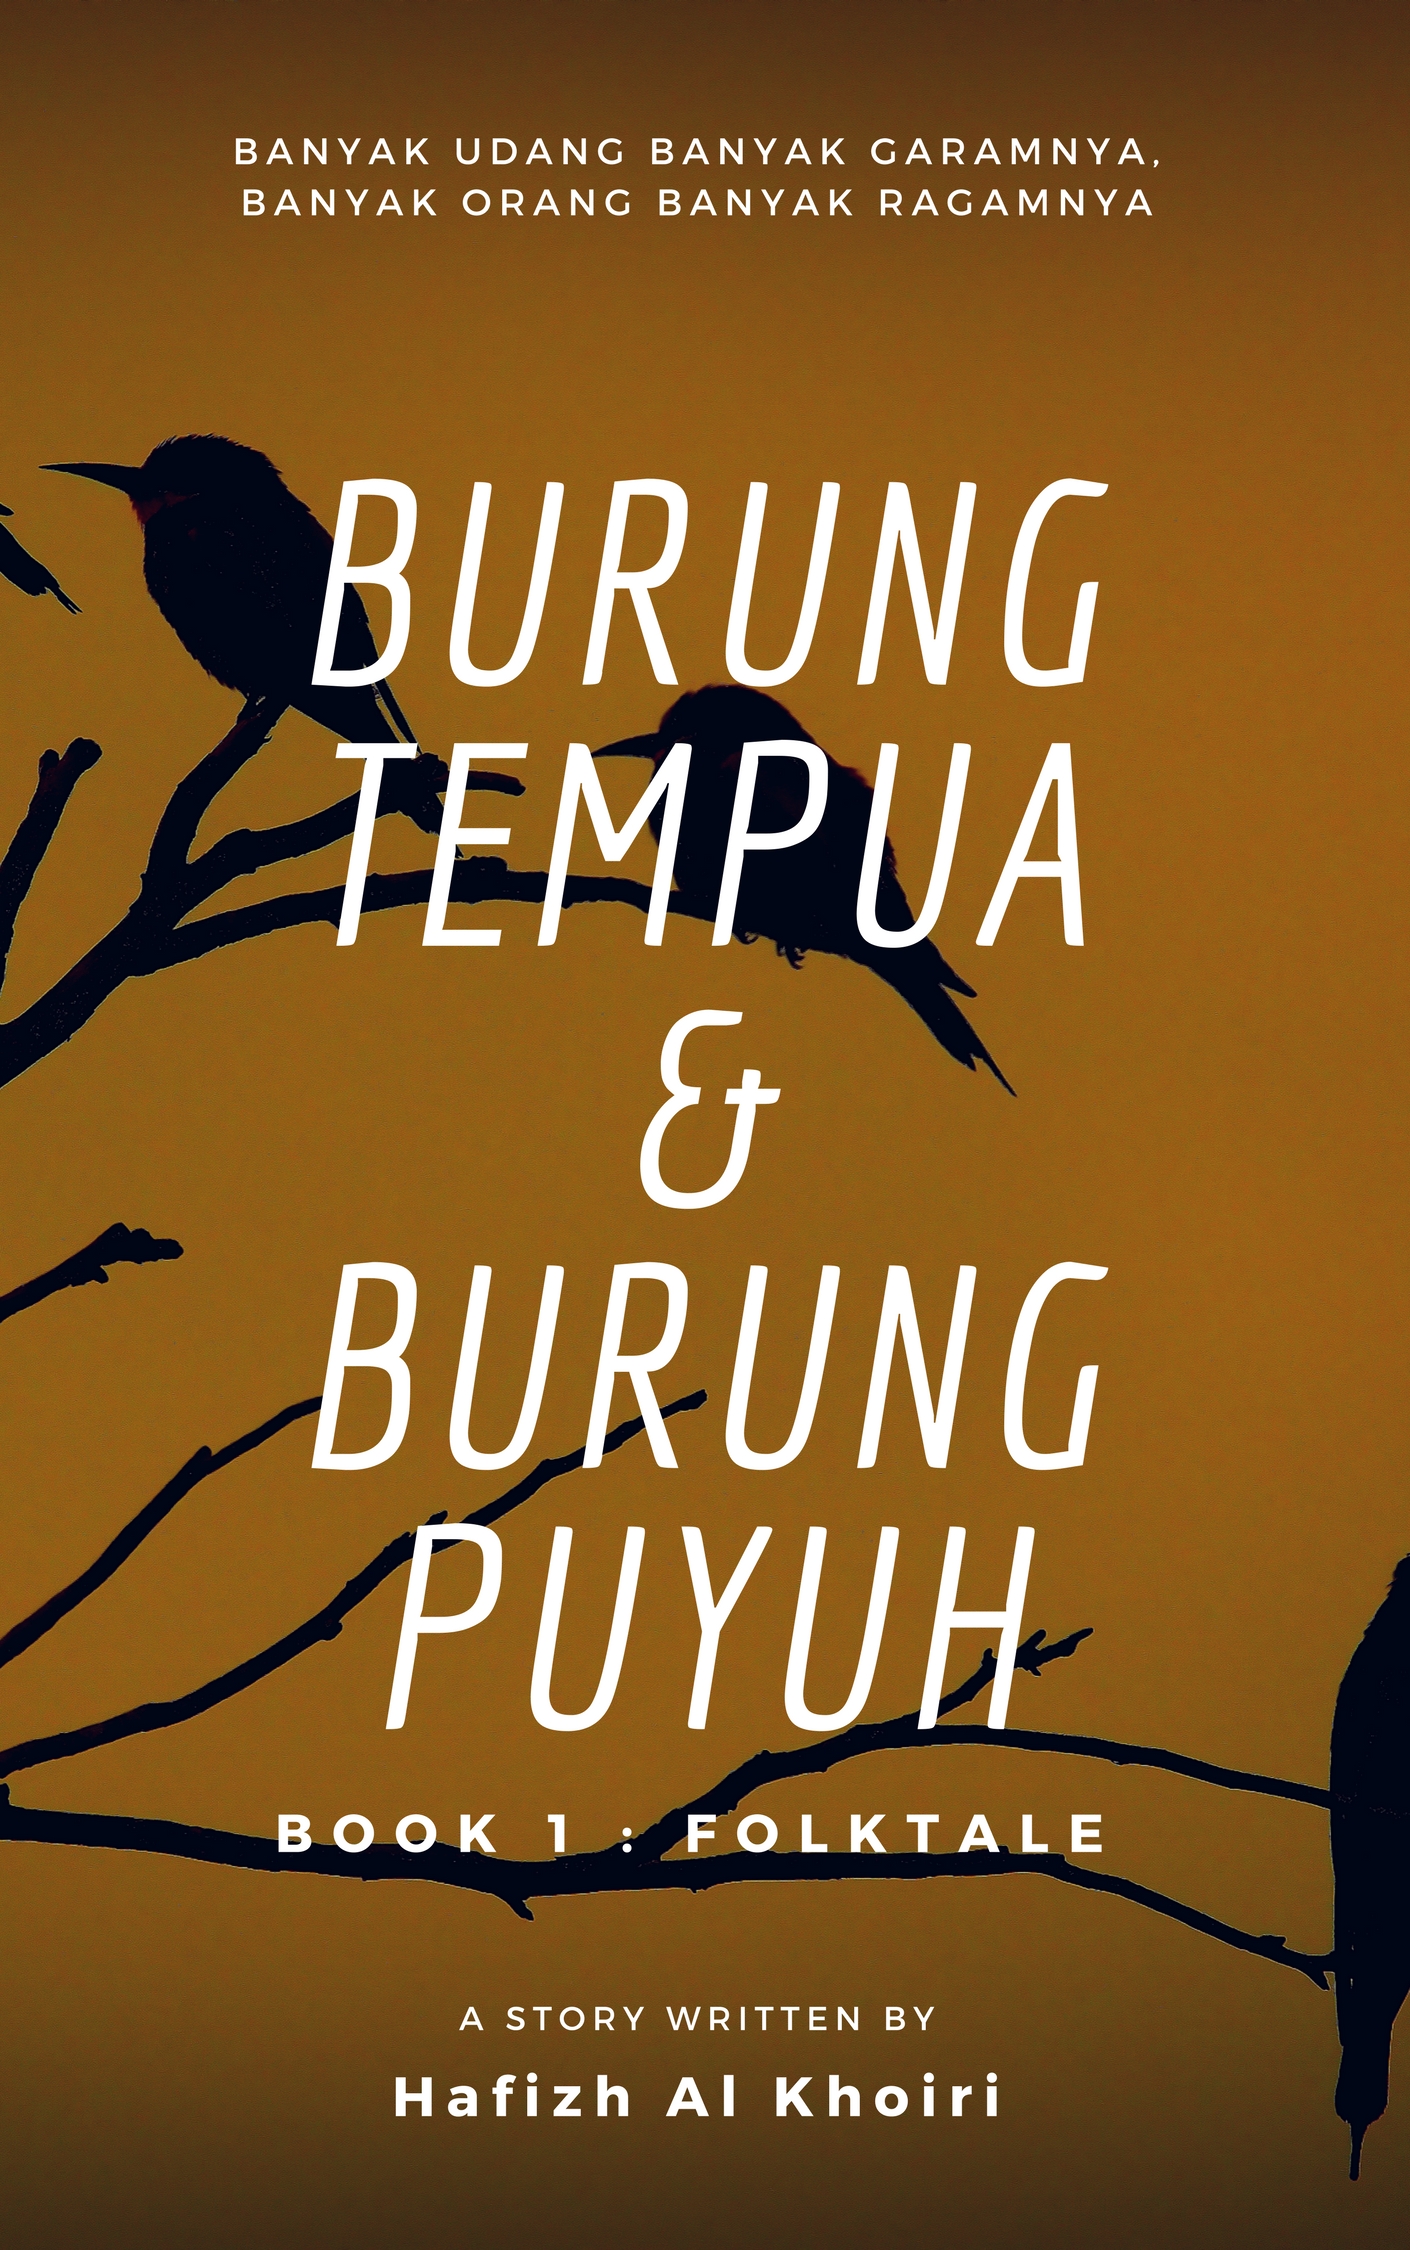 BANYAK UDANG BANYAK GARAMNYA,
BANYAK ORANG BANYAK RAGAMNYA
BURUNG
TEMPUA
&
BURUNG
PUYUH
BOOK 1 : FOLKTALE
A STORY WRITTEN BY
Hafizh Al Khoiri